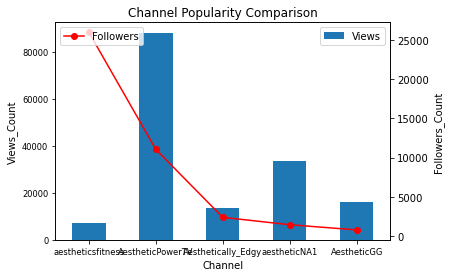 Channel Popularity Comparison
Followers
Views
80000
60000
40000
20000
0
Views_Count
25000
20000
15000
10000
5000
0
Followers_Count
aestheticsfitness
AestheticPowerTV
Aesthetically_Edgy
aestheticNA1
AestheticGG
Channel